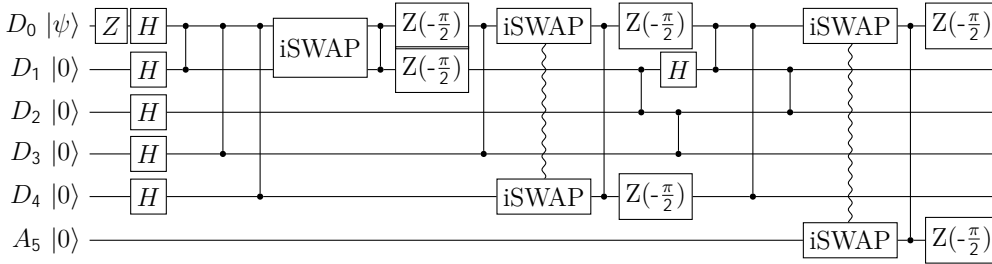 D₀ |ψ⟩ Z H Z(-π/2) iSWAP Z(-π/2) iSWAP Z(-π/2)
iSWAP
D₁ |0⟩ H Z(-π/2) H
D₂ |0⟩ H
D₃ |0⟩ H
D₄ |0⟩ H iSWAP Z(-π/2)
A₅ |0⟩ iSWAP Z(-π/2)